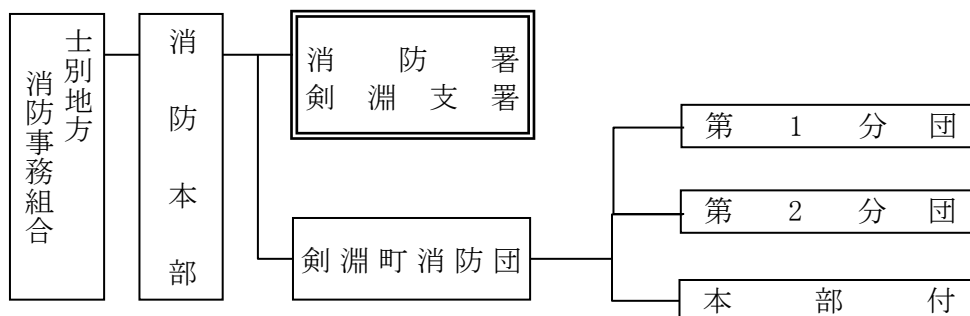 士別地方
消防事務組合
消防本部
消防署
剣淵支署
剣淵町消防団
第1分団
第2分団
本部付